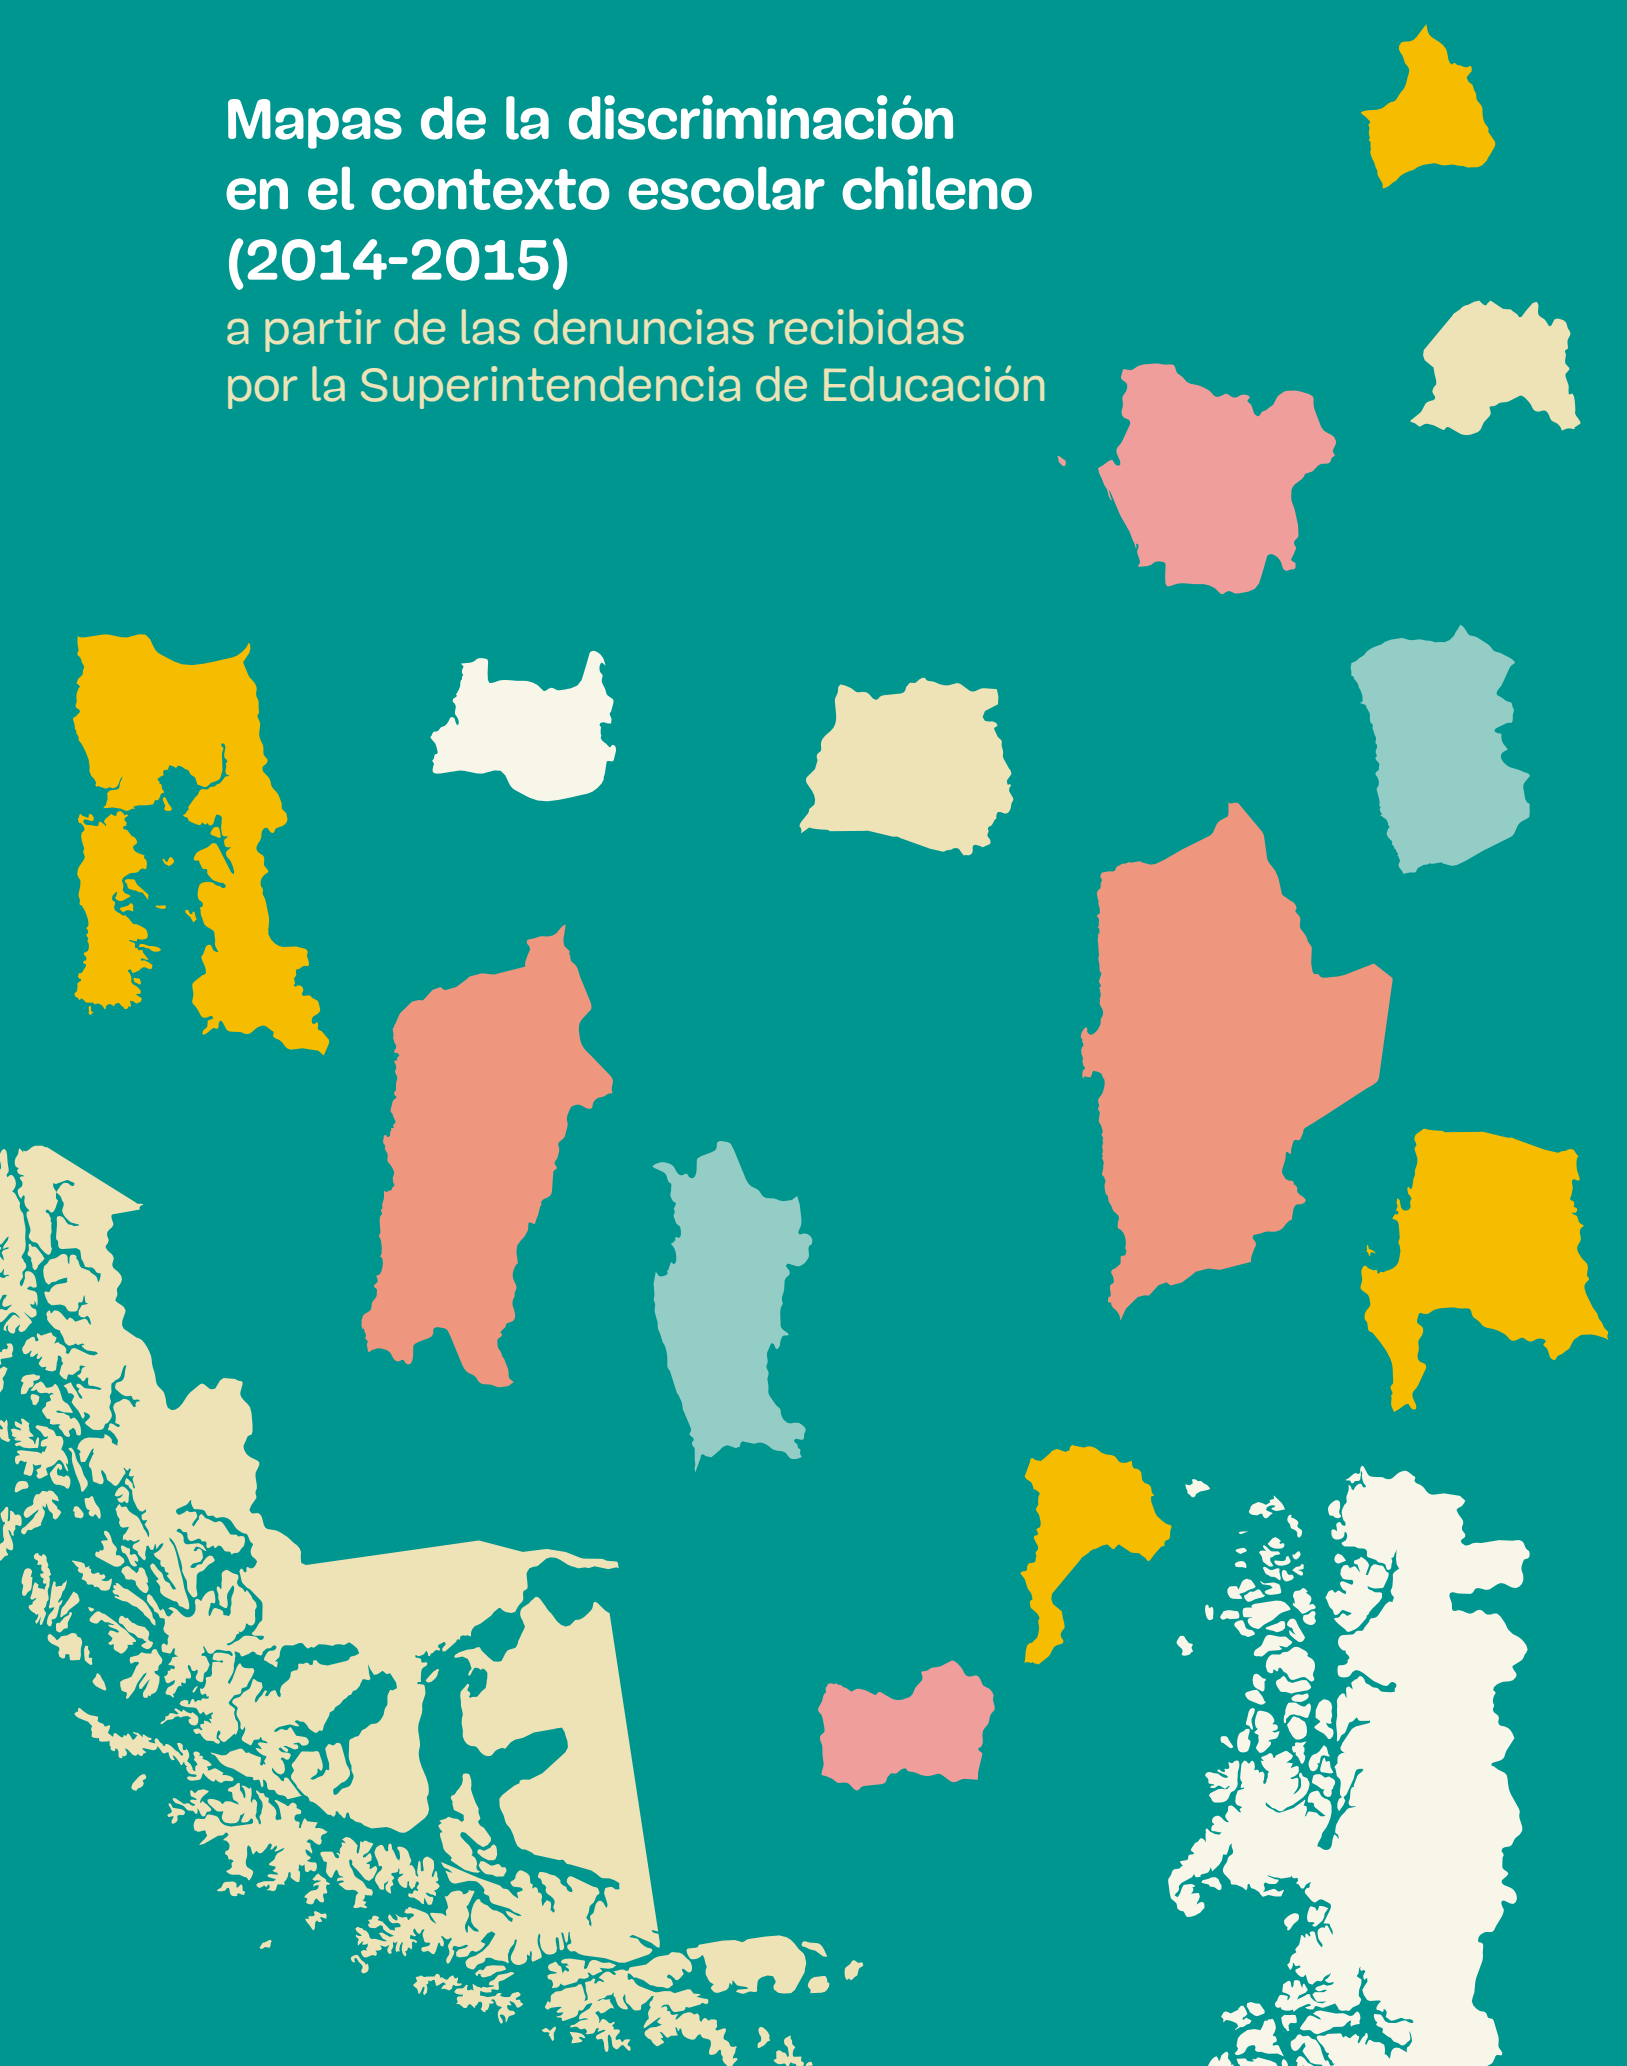 Mapas de la discriminación
en el contexto escolar chileno
(2014-2015)
a partir de las denuncias recibidas
por la Superintendencia de Educación